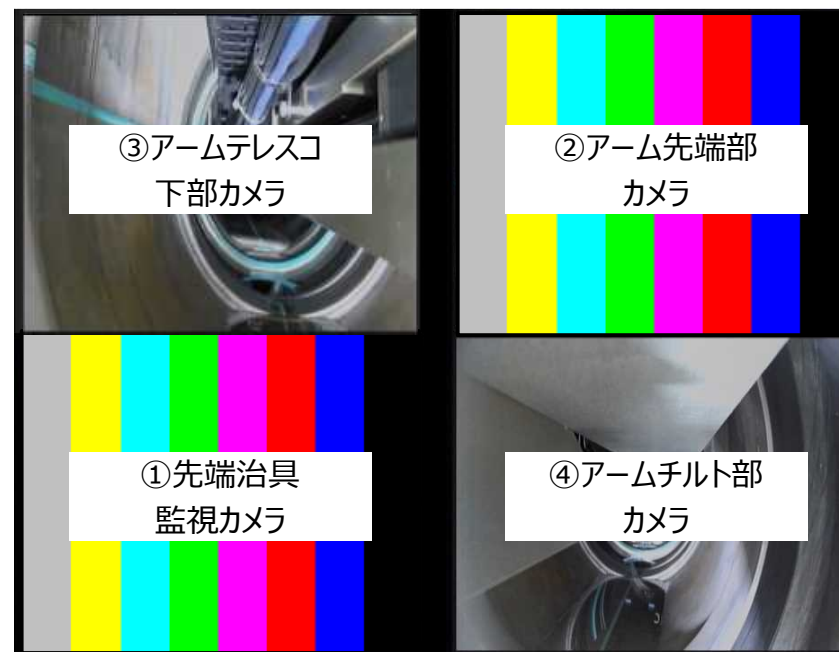 ③アームテレスコ
下部カメラ
②アーム先端部
カメラ
①先端治具
監視カメラ
④アームチルト部
カメラ